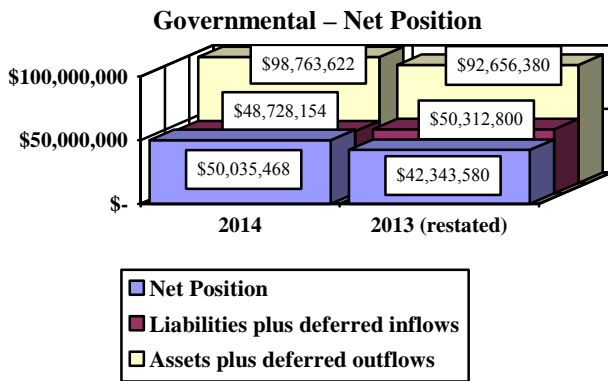 Governmental – Net Position
$100,000,000
$50,000,000
$-
$98,763,622
$92,656,380
$48,728,154
$50,312,800
$50,035,468
$42,343,580
2014
2013 (restated)
Net Position
Liabilities plus deferred inflows
Assets plus deferred outflows